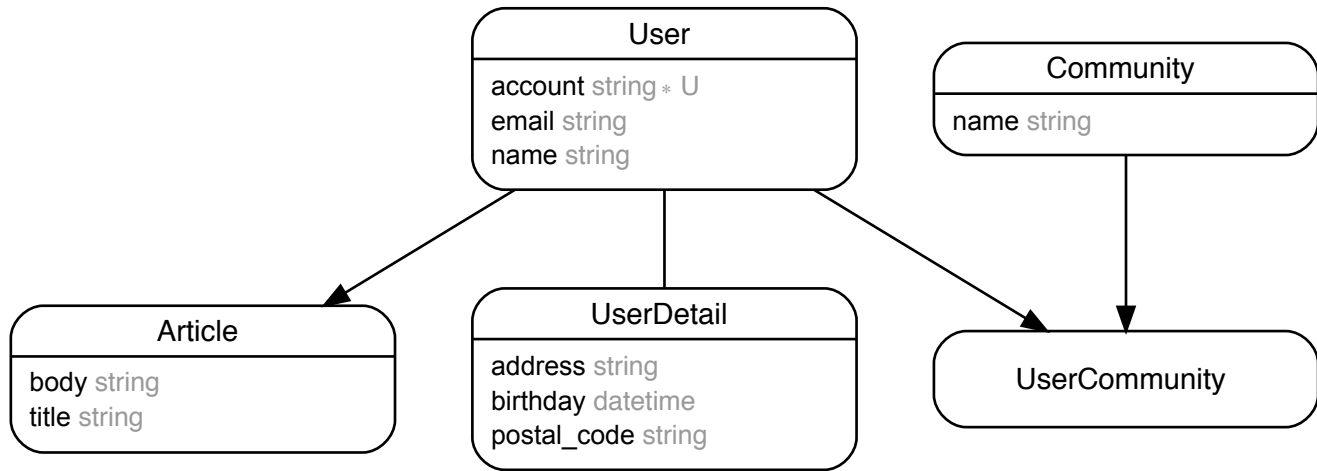 User
account string* U
email string
name string
Community
name string
Article
body string
title string
UserDetail
address string
birthday datetime
postal_code string
UserCommunity